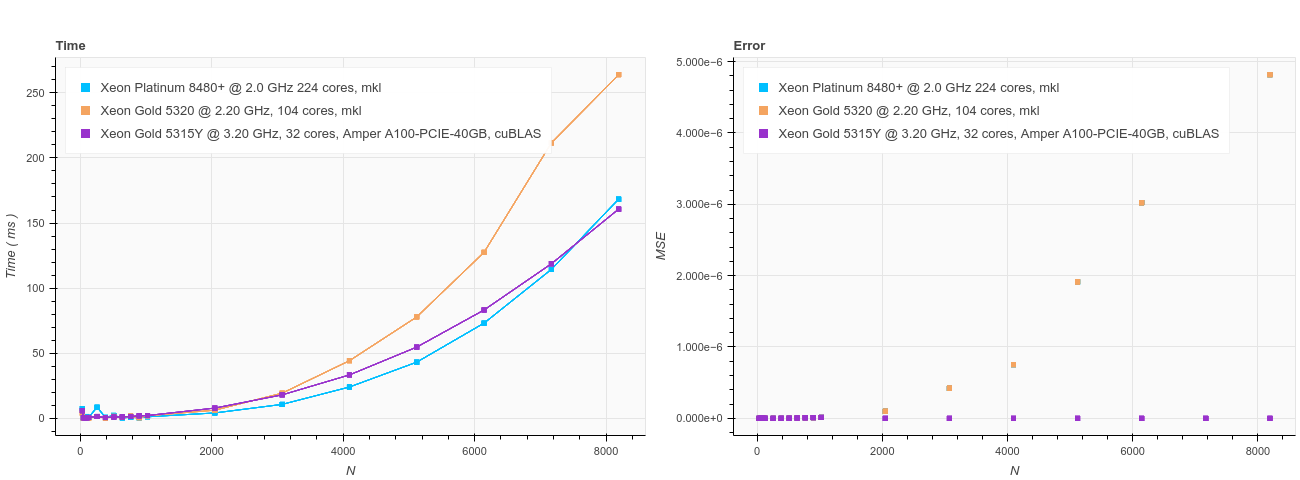 Time
Xeon Platinum 8480+ @ 2.0 GHz 224 cores, mkl
Xeon Gold 5320 @ 2.20 GHz, 104 cores, mkl
Xeon Gold 5315Y @ 3.20 GHz, 32 cores, Amper A100-PCIE-40GB, cuBLAS
250
200
150
100
50
0
Time ( ms )
0
2000
4000
6000
8000
N
Error
Xeon Platinum 8480+ @ 2.0 GHz 224 cores, mkl
Xeon Gold 5320 @ 2.20 GHz, 104 cores, mkl
Xeon Gold 5315Y @ 3.20 GHz, 32 cores, Amper A100-PCIE-40GB, cuBLAS
5.000e−6
4.000e−6
3.000e−6
2.000e−6
1.000e−6
0.000e+0
MSE
0
2000
4000
6000
8000
N